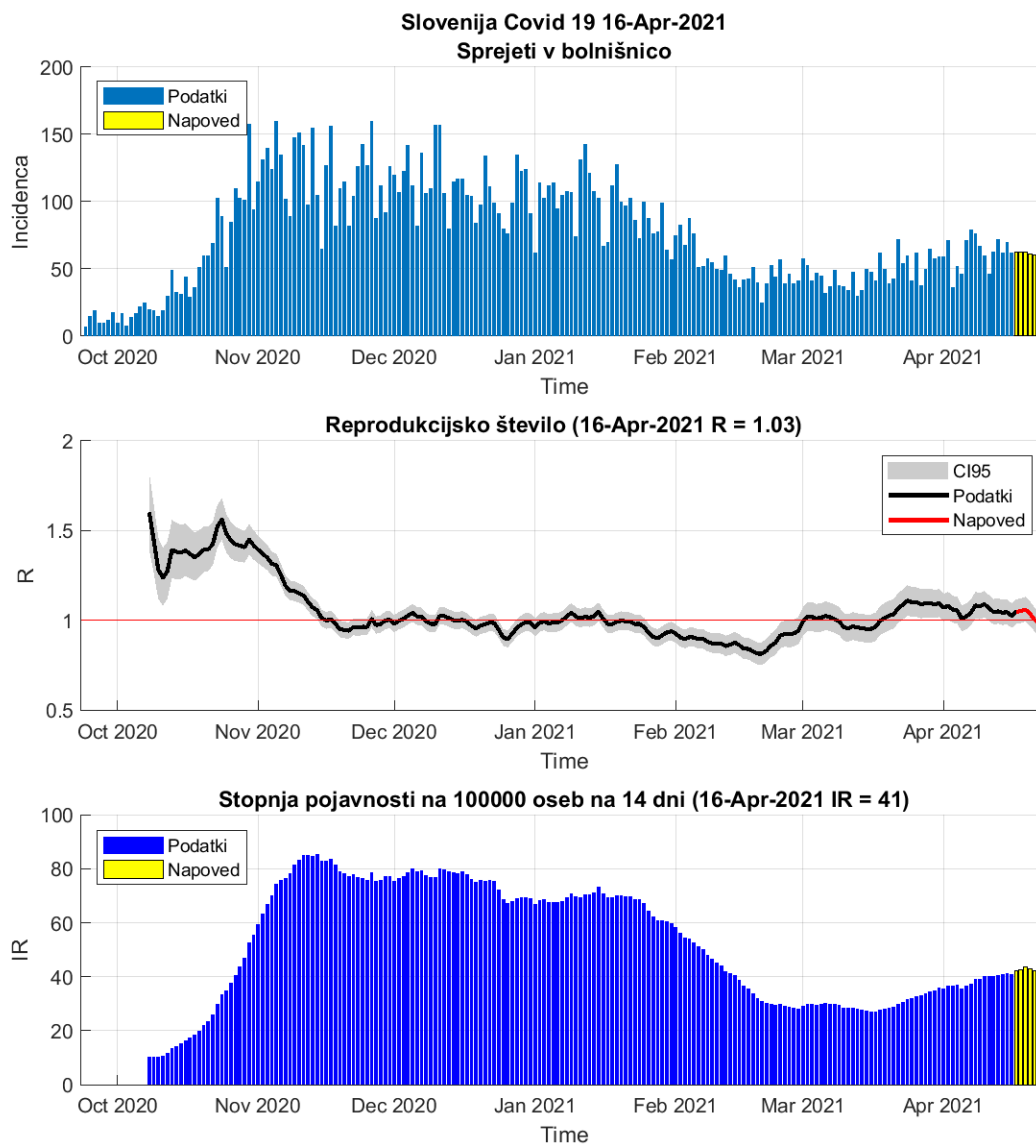 Slovenija Covid 19 16-Apr-2021
Sprejeti v bolnišnico
200
150
100
50
0
Incidenca
Podatki
Napoved
Oct 2020 Nov 2020 Dec 2020 Jan 2021 Feb 2021 Mar 2021 Apr 2021
Time
Reprodukcijsko število (16-Apr-2021 R = 1.03)
2
1.5
1
0.5
R
CI95
Podatki
Napoved
Oct 2020 Nov 2020 Dec 2020 Jan 2021 Feb 2021 Mar 2021 Apr 2021
Time
Stopnja pojavnosti na 100000 oseb na 14 dni (16-Apr-2021 IR = 41)
100
80
60
40
20
0
IR
Podatki
Napoved
Oct 2020 Nov 2020 Dec 2020 Jan 2021 Feb 2021 Mar 2021 Apr 2021
Time